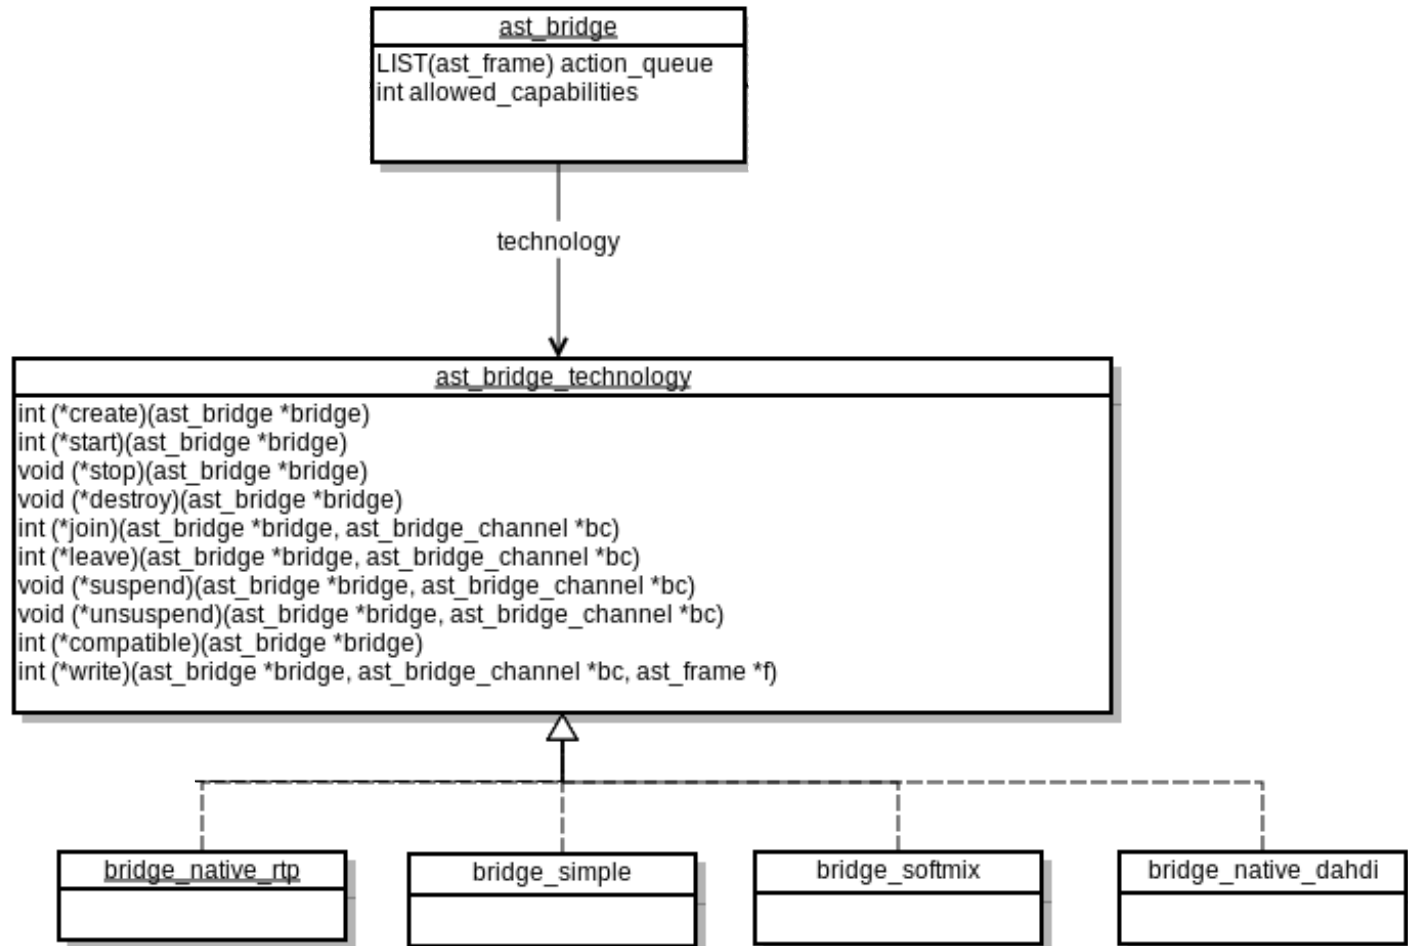 ast_bridge
LIST(ast_frame) action_queue
int allowed_capabilities
technology
ast_bridge_technology
int (*create)(ast_bridge *bridge)
int (*start)(ast_bridge *bridge)
void (*stop)(ast_bridge *bridge)
void (*destroy)(ast_bridge *bridge)
int (*join)(ast_bridge *bridge, ast_bridge_channel *bc)
int (*leave)(ast_bridge *bridge, ast_bridge_channel *bc)
void (*suspend)(ast_bridge *bridge, ast_bridge_channel *bc)
void (*unsuspend)(ast_bridge *bridge, ast_bridge_channel *bc)
int (*compatible)(ast_bridge *bridge)
int (*write)(ast_bridge *bridge, ast_bridge_channel *bc, ast_frame *f)
bridge_native_rtp
bridge_simple
bridge_softmix
bridge_native_dahdi